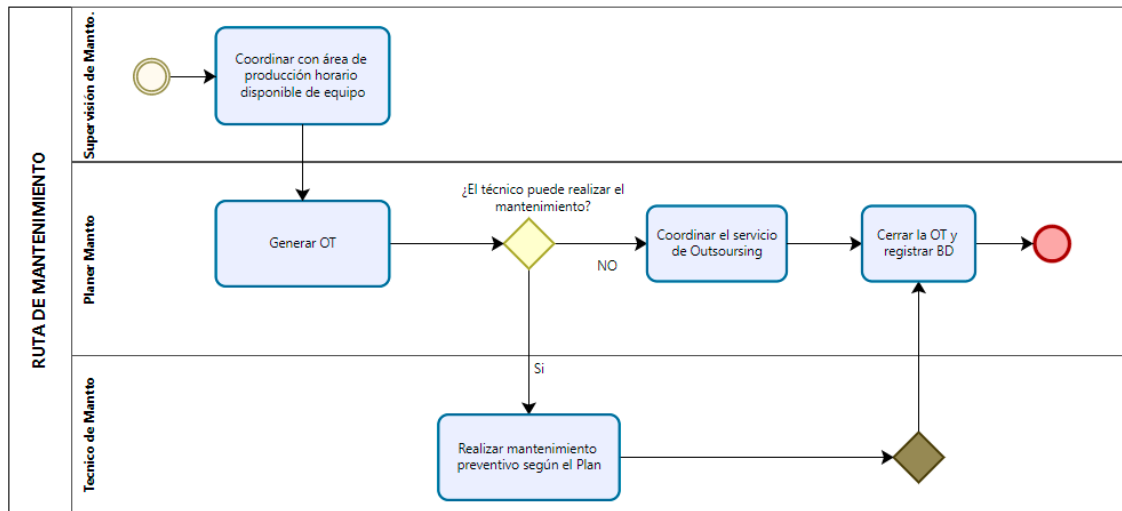 RUTA DE MANTENIMIENTO
Supervisión de Mantto.
Coordinar con área de
producción horario
disponible de equipo
Planer Mantto
Generar OT
¿El técnico puede realizar el
mantenimiento?
NO
Coordinar el servicio
de Outsoursing
Cerrar la OT y
registrar BD
Si
Tecnico de Mantto
Realizar mantenimiento
preventivo según el Plan